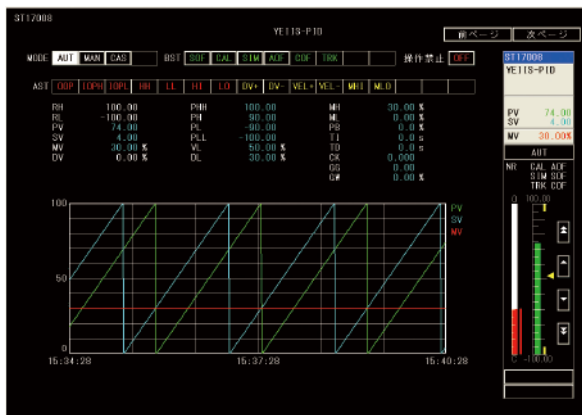 ST17008
YE11S-PID
前ページ 次ページ
MODE AUT MAN CAS BST SOF CAL SIM AOF COF TRK 操作禁止 OFF
AST OOP IOPH IOPL HH LL HI LO DV+ DV- VEL+ VEL- MHI MLO
RH 100.00 PHH 100.00 MH 30.00 %
RL -100.00 PH 90.00 ML 0.00 %
PV 74.00 PL -90.00 PB 0.0 %
SV 4.00 PLL -100.00 TI 0.0 s
MV 30.00 % VL 50.00 % TD 0.0 s
DV 0.00 % DL 30.00 % CK 0.000
GG 0.00
GW 0.00 %
100
50
0
15:34:28 15:37:28 15:40:28
PV
SV
MV
ST17008
YE11S-PID
PV 74.00
SV 4.00
MV 30.00%
AUT
NR CAL AOF
SIM SOF
TRK COF
0 100.00
0 -100.00